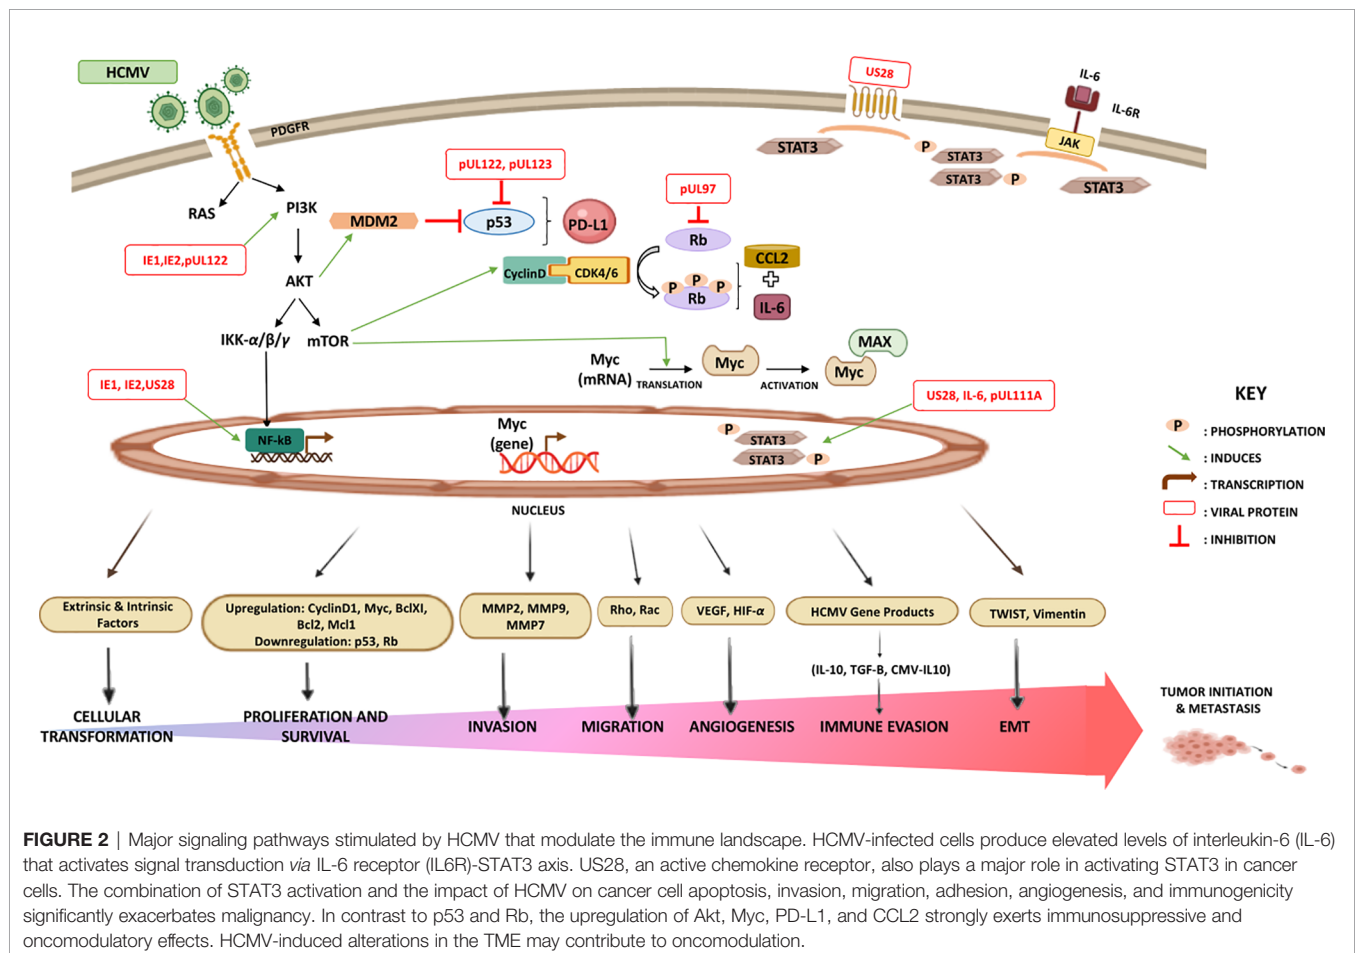 HCMV
PDGFR
US28
IL-6
IL-6R
JAK
STAT3
P
STAT3
STAT3
P
STAT3
RAS
PI3K
IE1,IE2,pUL122
AKT
MDM2
pUL122, pUL123
p53
PD-L1
pUL97
Rb
CyclinD
CDK4/6
P
P
P
Rb
CCL2
IL-6
IKK-α/β/γ
mTOR
Myc
(mRNA)
TRANSLATION
Myc
ACTIVATION
MAX
Myc
IE1, IE2,US28
US28, IL-6, pUL111A
NF-kB
Myc
(gene)
P
STAT3
STAT3
P
NUCLEUS
KEY
P : PHOSPHORYLATION
: INDUCES
: TRANSCRIPTION
: VIRAL PROTEIN
: INHIBITION
Extrinsic & Intrinsic
Factors
Upregulation: CyclinD1, Myc, BclXl,
Bcl2, Mcl1
Downregulation: p53, Rb
MMP2, MMP9,
MMP7
Rho, Rac
VEGF, HIF-α
HCMV Gene Products
TWIST, Vimentin
(IL-10, TGF-B, CMV-IL10)
CELLULAR
TRANSFORMATION
PROLIFERATION AND
SURVIVAL
INVASION
MIGRATION
ANGIOGENESIS
IMMUNE EVASION
EMT
TUMOR INITIATION
& METASTASIS
FIGURE 2 | Major signaling pathways stimulated by HCMV that modulate the immune landscape. HCMV-infected cells produce elevated levels of interleukin-6 (IL-6)
that activates signal transduction via IL-6 receptor (IL6R)-STAT3 axis. US28, an active chemokine receptor, also plays a major role in activating STAT3 in cancer
cells. The combination of STAT3 activation and the impact of HCMV on cancer cell apoptosis, invasion, migration, adhesion, angiogenesis, and immunogenicity
significantly exacerbates malignancy. In contrast to p53 and Rb, the upregulation of Akt, Myc, PD-L1, and CCL2 strongly exerts immunosuppressive and
oncomodulatory effects. HCMV-induced alterations in the TME may contribute to oncomodulation.